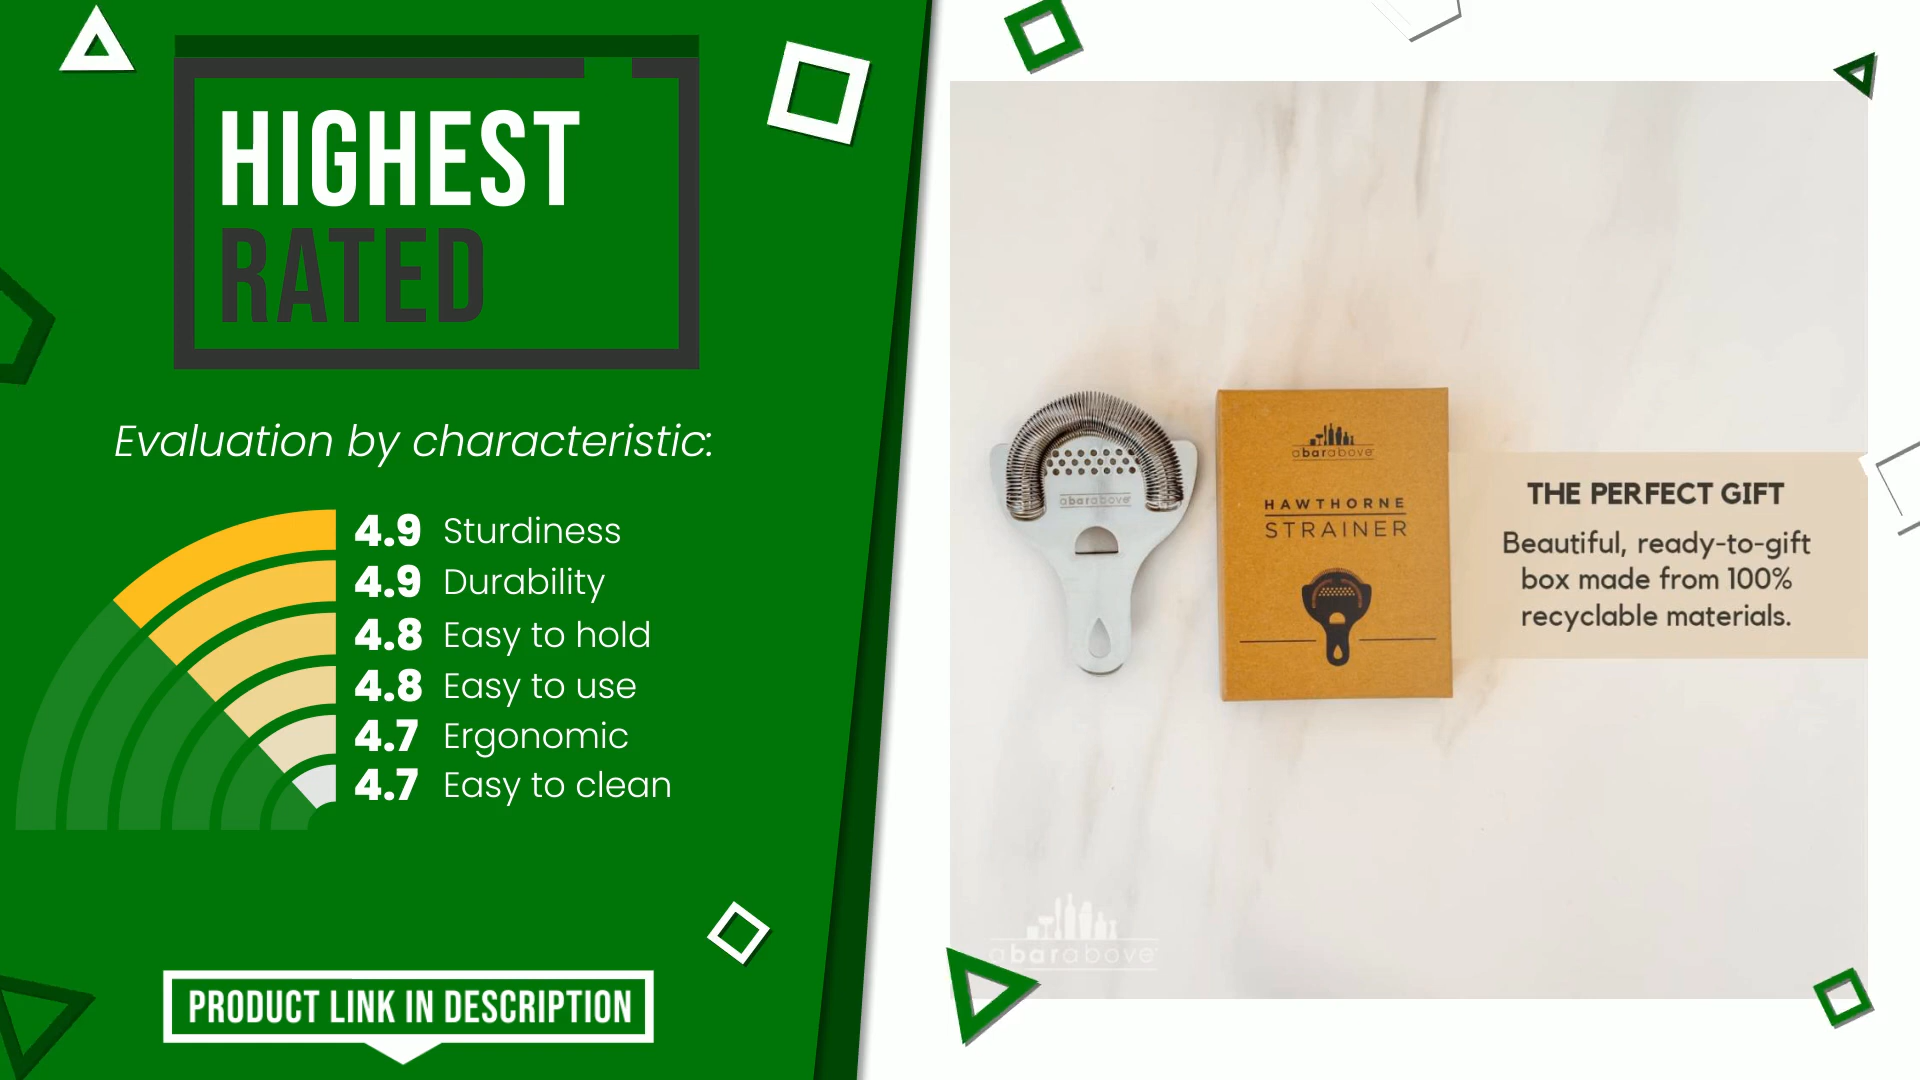 HIGHEST
RATED
Evaluation by characteristic:
4.9 Sturdiness
4.9 Durability
4.8 Easy to hold
4.8 Easy to use
4.7 Ergonomic
4.7 Easy to clean
PRODUCT LINK IN DESCRIPTION
abarabove
abarabove
HAWTHORNE
STRAINER
THE PERFECT GIFT
Beautiful, ready-to-gift
box made from 100%
recyclable materials.
abarabove